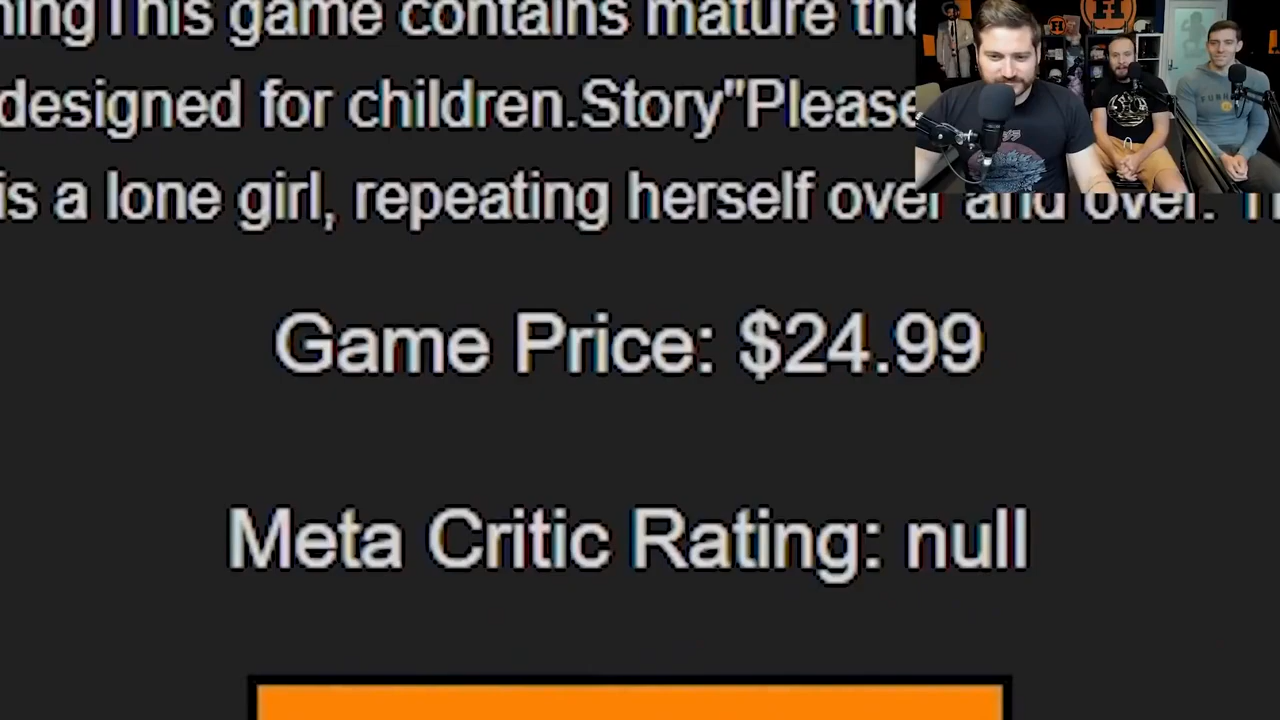 This game contains mature
designed for children.Story"Please
is a lone girl, repeating herself over and over.
Game Price: $24.99
Meta Critic Rating: null